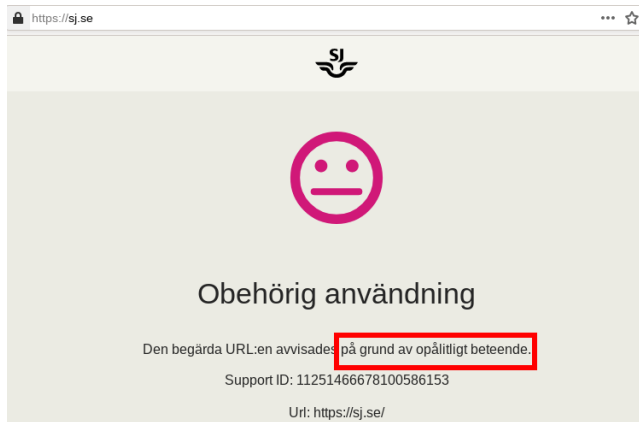 https://sj.se
SJ
Obehörig användning
Den begärda URL:en avvisades på grund av opålitligt beteende.
Support ID: 11251466678100586153
Url: https://sj.se/